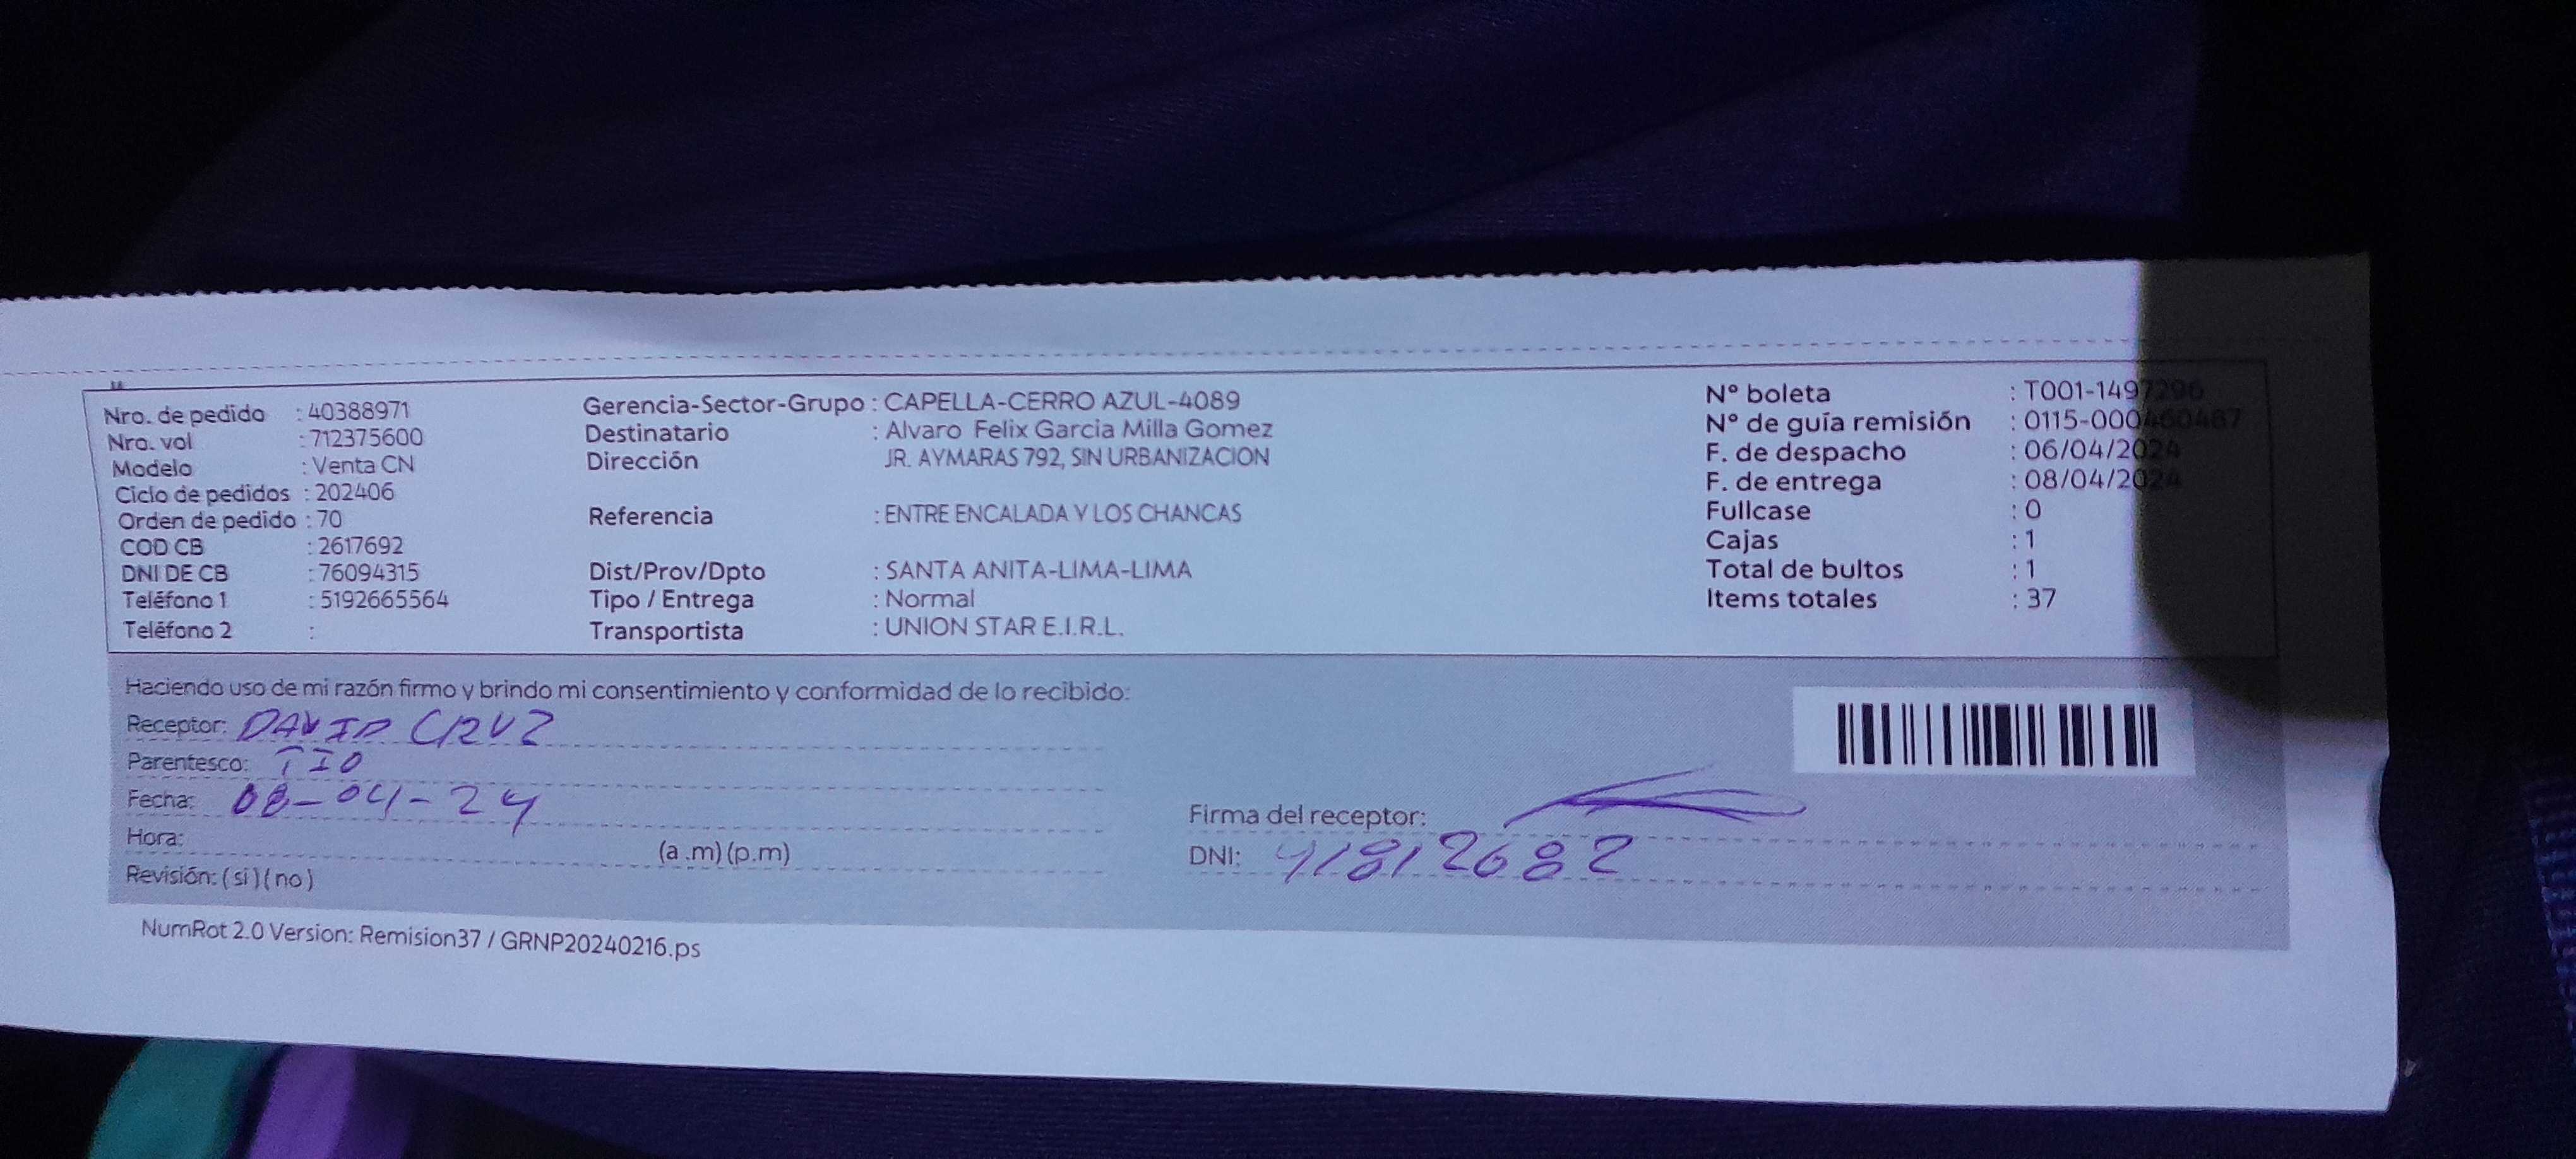 Nro. de pedido : 40388971
Nro. vol : 712375600
Modelo : Venta CN
Ciclo de pedidos : 202406
Orden de pedido : 70
COD CB : 2617692
DNI DE CB : 76094315
Teléfono 1 : 5192665564
Teléfono 2 :
Gerencia-Sector-Grupo : CAPELLA-CERRO AZUL-4089
Destinatario : Alvaro Felix Garcia Milla Gomez
Dirección JR. AYMARAS 792, SIN URBANIZACION
Referencia : ENTRE ENCALADA Y LOS CHANCAS
Dist/Prov/Dpto : SANTA ANITA-LIMA-LIMA
Tipo / Entrega : Normal
Transportista : UNION STAR E.I.R.L.
Nº boleta : T001-1497296
Nº de guía remisión : 0115-000460487
F. de despacho : 06/04/2024
F. de entrega : 08/04/2024
Fullcase : 0
Cajas : 1
Total de bultos : 1
Items totales : 37
Haciendo uso de mi razón firmo y brindo mi consentimiento y conformidad de lo recibido:
Receptor: DAVID CRUZ
Parentesco: TIO
Fecha: 08-04-24
Hora: (a .m) (p.m)
Revisión: ( si ) ( no )
Firma del receptor:
DNI: 41812682
NumRot 2.0 Version: Remision37 / GRNP20240216.ps